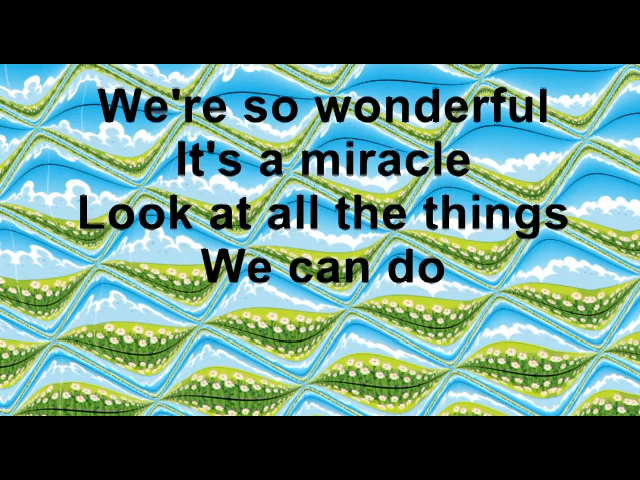 We're so wonderful
It's a miracle
Look at all the things
We can do